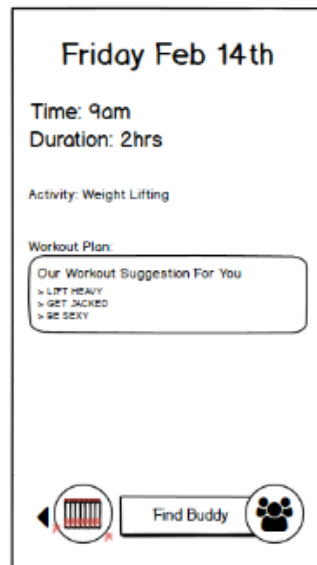 Friday Feb 14th
Time: 9am
Duration: 2hrs
Activity: Weight Lifting
Workout Plan:
Our Workout Suggestion For You
> LIFT HEAVY
> GET JACKED
> BE SEXY
Find Buddy